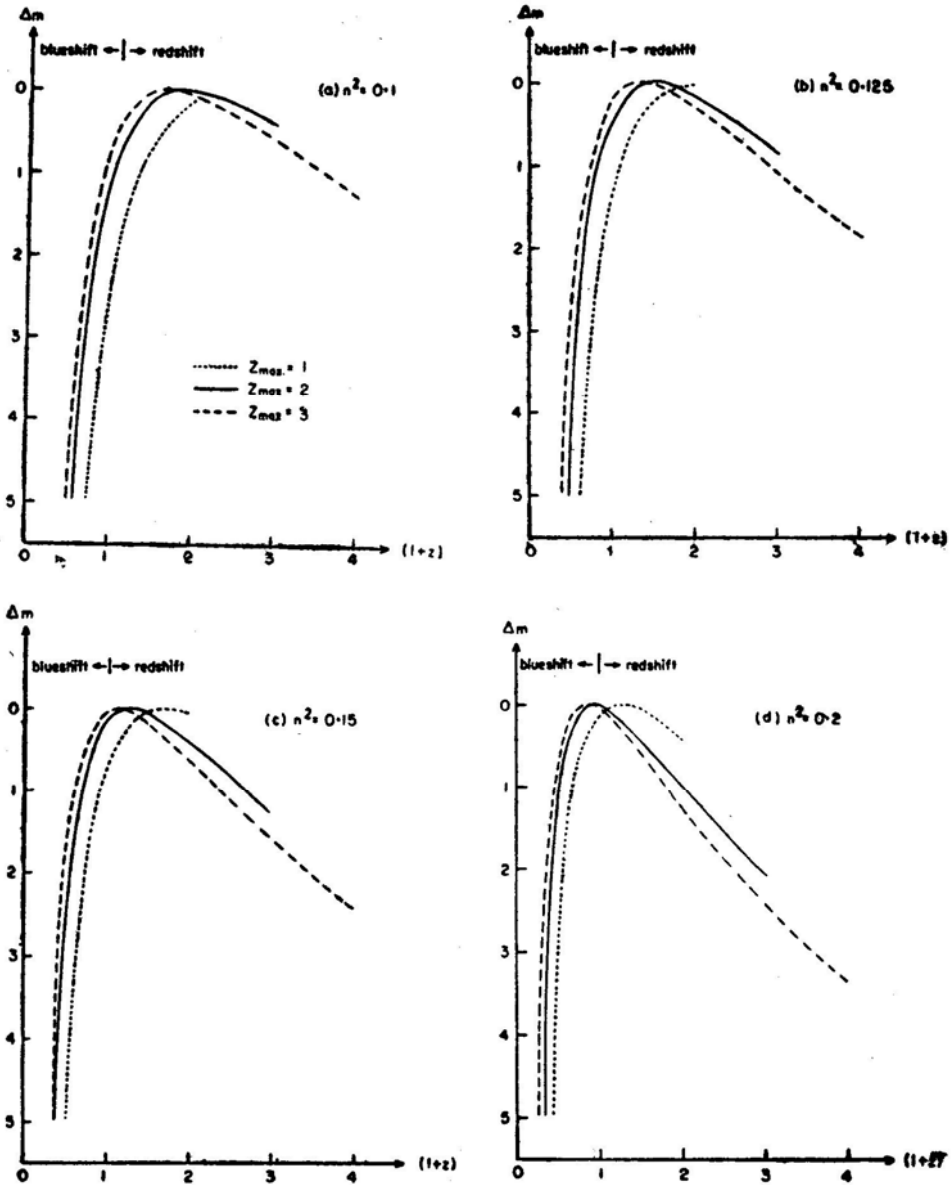 Δm
blueshift ←|→ redshift
(a) n²= 0·1
0
1
2
3
4
5
Z max. = 1
Z max = 2
Z max = 3
0 1 2 3 4 (1+z)
Δm
blueshift ←|→ redshift
(b) n²= 0·125
0
1
2
3
4
5
0 1 2 3 4 (1+z)
Δm
blueshift ←|→ redshift
(c) n²= 0·15
0
1
2
3
4
5
0 1 2 3 4 (1+z)
Δm
blueshift ←|→ redshift
(d) n²= 0·2
0
1
2
3
4
5
0 1 2 3 4